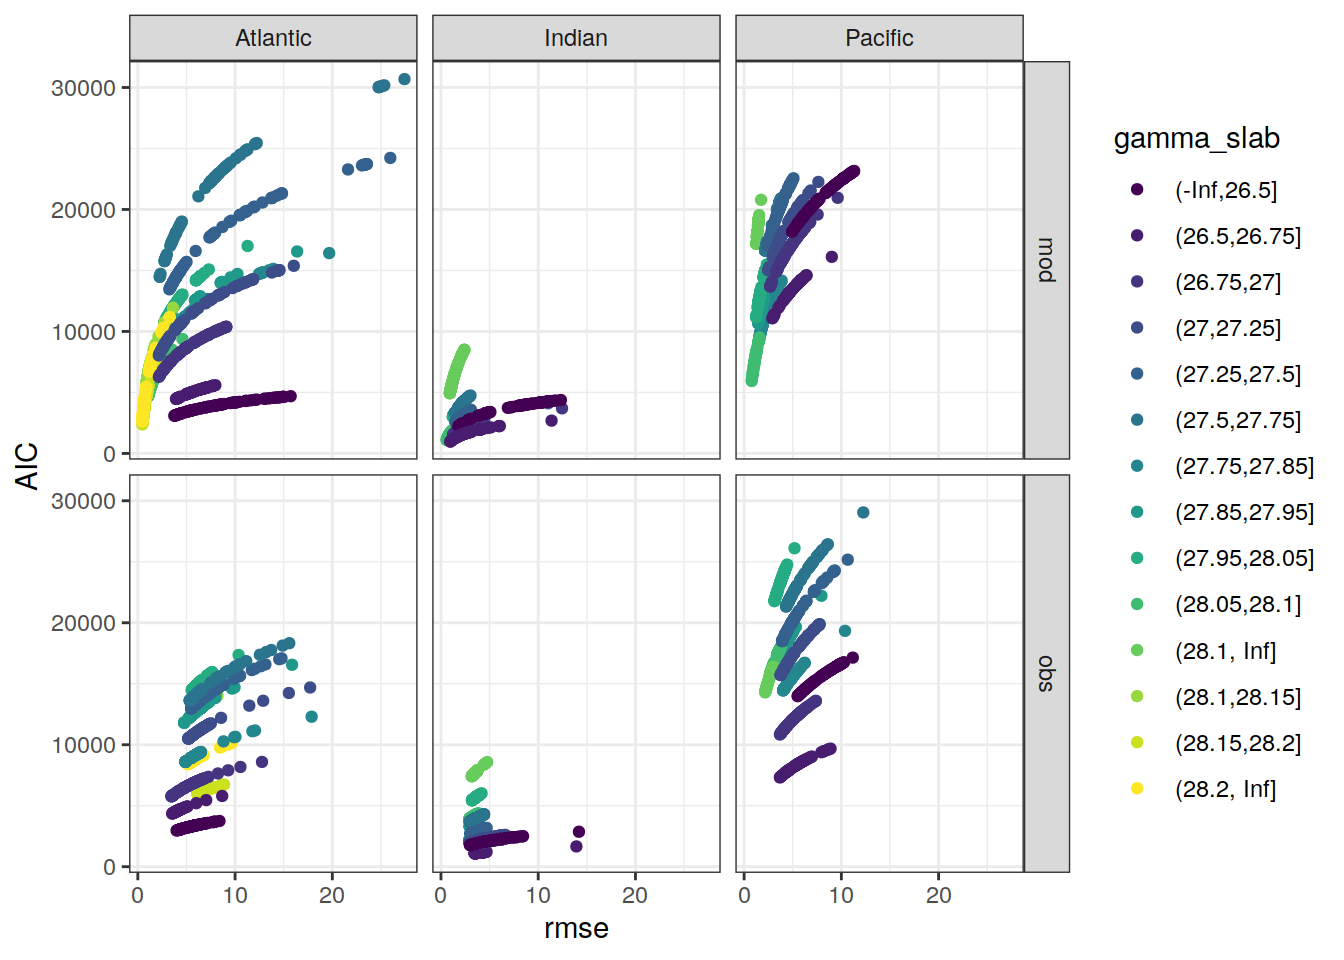 Atlantic Indian Pacific
30000
20000
10000
0
mod
AIC
30000
20000
10000
0
obs
0 10 20 0 10 20 0 10 20
rmse
gamma_slab
(-Inf,26.5]
(26.5,26.75]
(26.75,27]
(27,27.25]
(27.25,27.5]
(27.5,27.75]
(27.75,27.85]
(27.85,27.95]
(27.95,28.05]
(28.05,28.1]
(28.1, Inf]
(28.1,28.15]
(28.15,28.2]
(28.2, Inf]